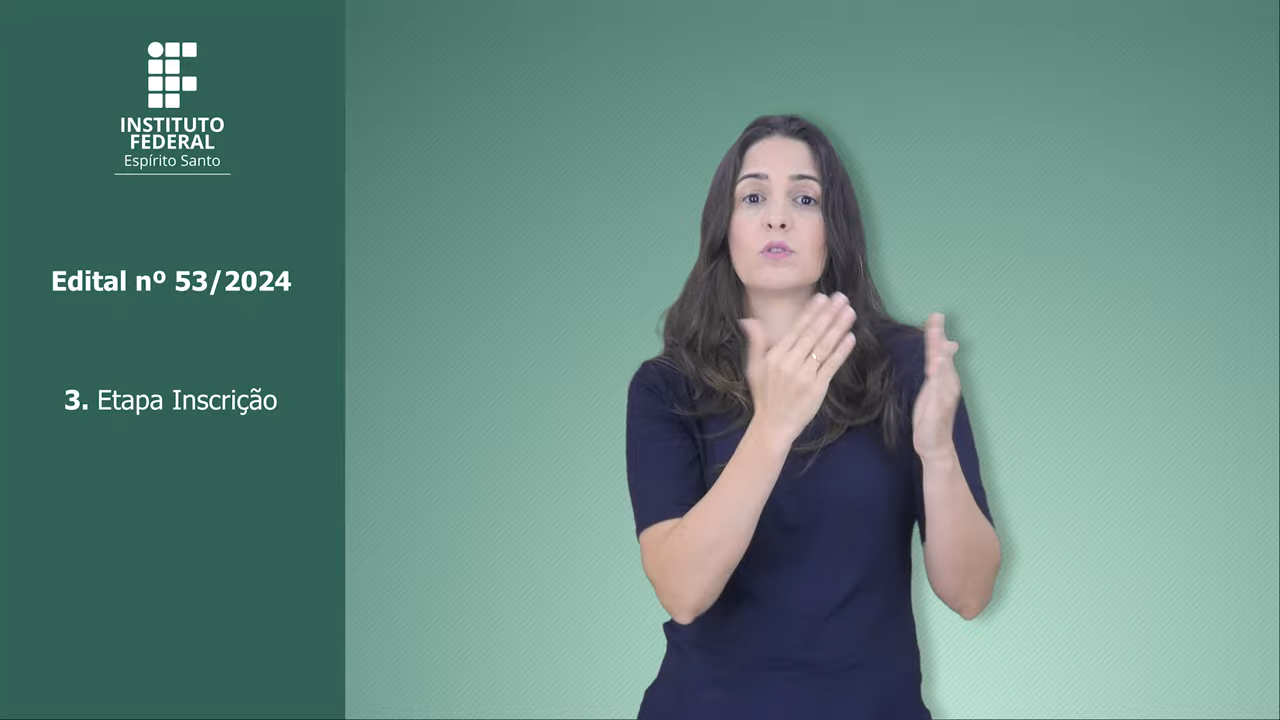 INSTITUTO
FEDERAL
Espírito Santo
Edital nº 53/2024
3. Etapa Inscrição